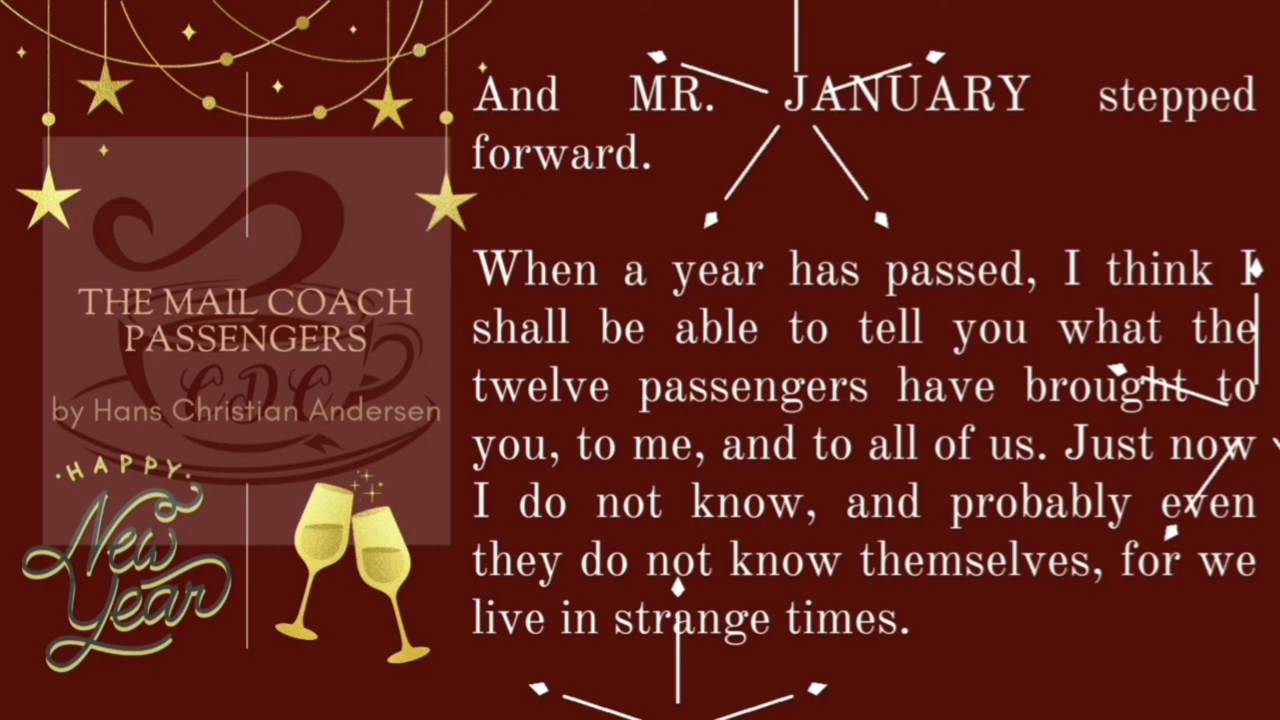 And MR. JANUARY stepped
forward.
When a year has passed, I think I
shall be able to tell you what the
twelve passengers have brought to
you, to me, and to all of us. Just now
I do not know, and probably even
they do not know themselves, for we
live in strange times.
THE MAIL COACH
PASSENGERS
CDC
by Hans Christian Andersen
HAPPY
New
Year